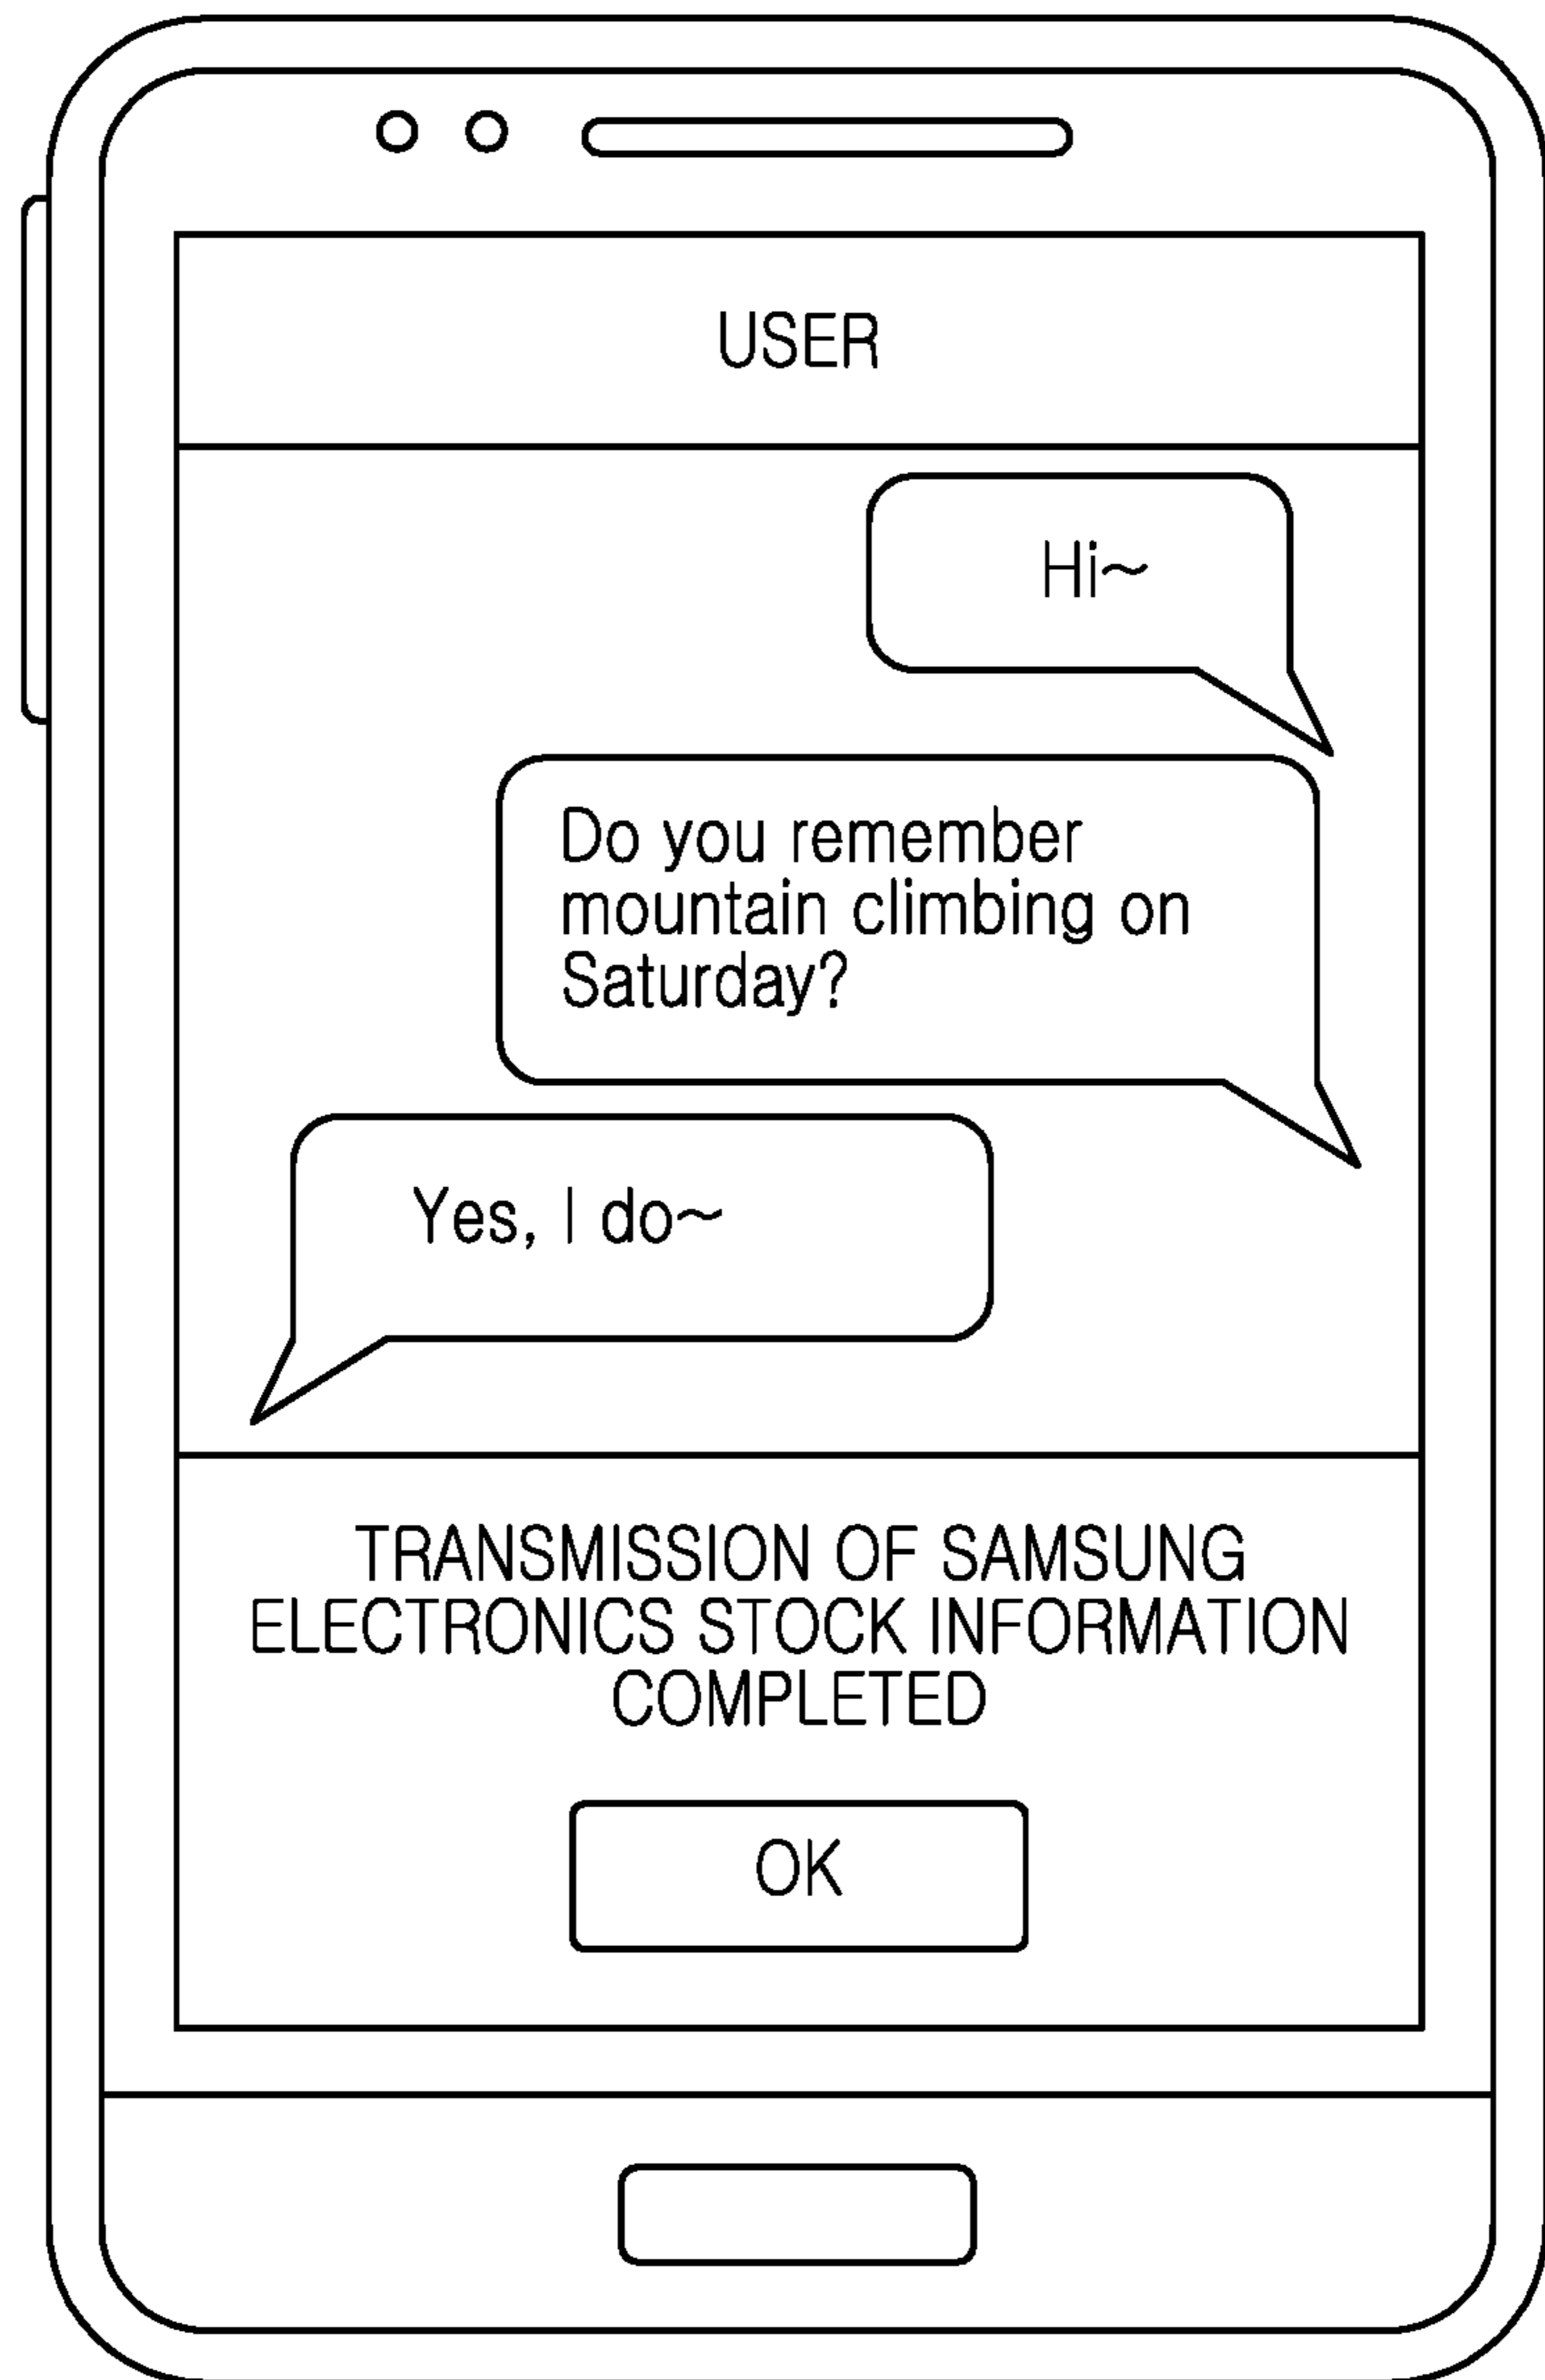 USER
Hi~
Do you remember
mountain climbing on
Saturday?
Yes, I do~
TRANSMISSION OF SAMSUNG
ELECTRONICS STOCK INFORMATION
COMPLETED
OK